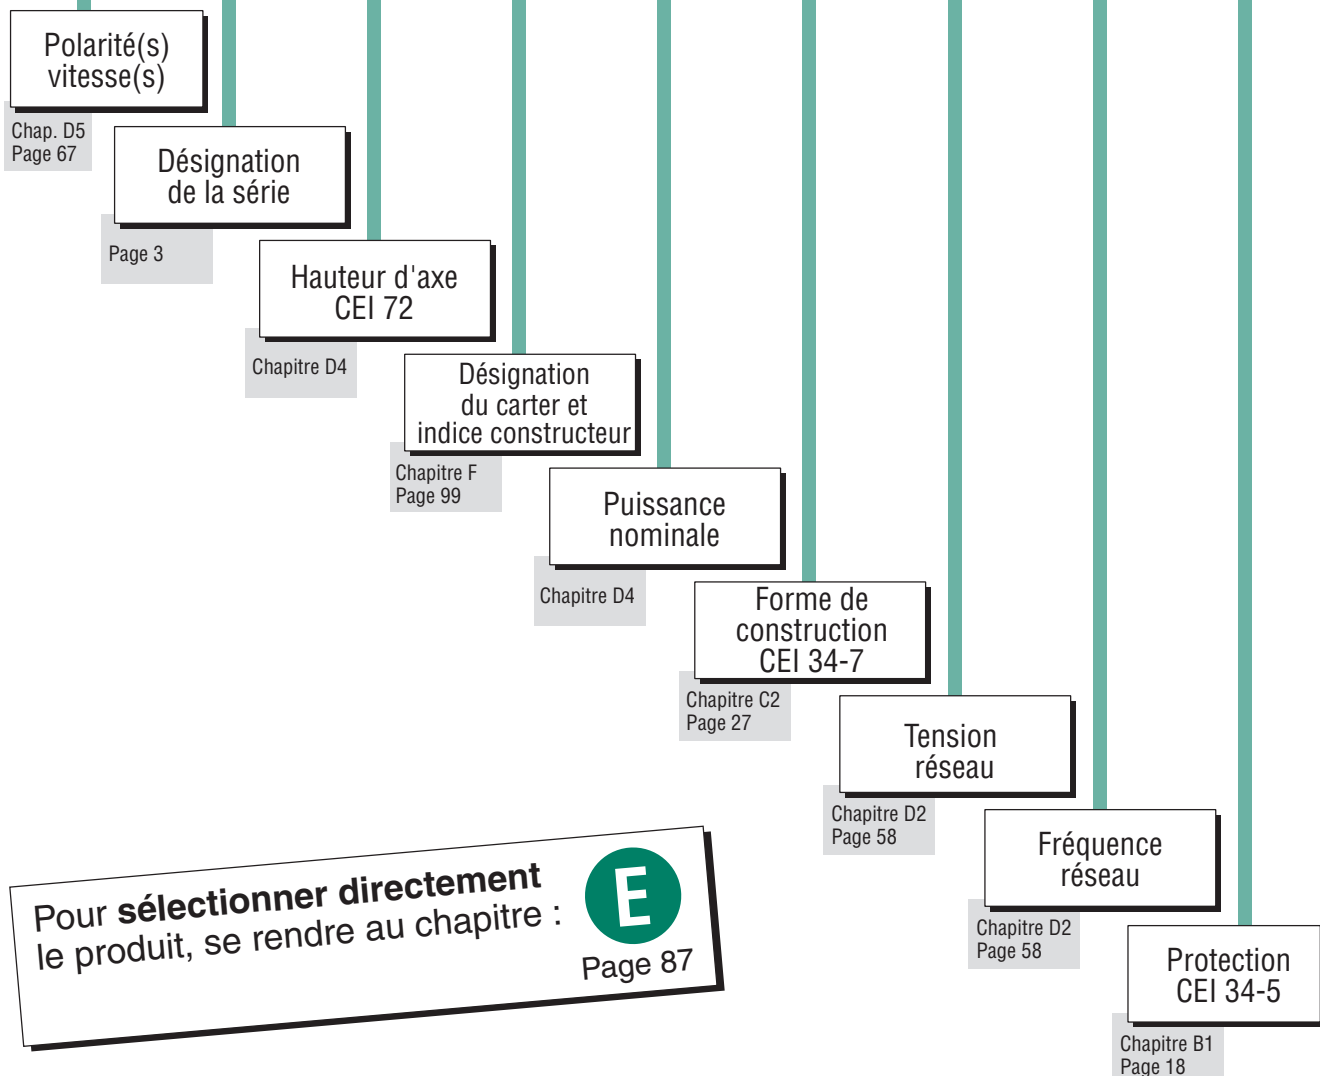 Polarité(s)
vitesse(s)
Chap. D5
Page 67
Désignation
de la série
Page 3
Hauteur d'axe
CEI 72
Chapitre D4
Désignation
du carter et
indice constructeur
Chapitre F
Page 99
Puissance
nominale
Chapitre D4
Forme de
construction
CEI 34-7
Chapitre C2
Page 27
Tension
réseau
Chapitre D2
Page 58
Fréquence
réseau
Chapitre D2
Page 58
Protection
CEI 34-5
Chapitre B1
Page 18
Pour sélectionner directement
le produit, se rendre au chapitre :
E
Page 87